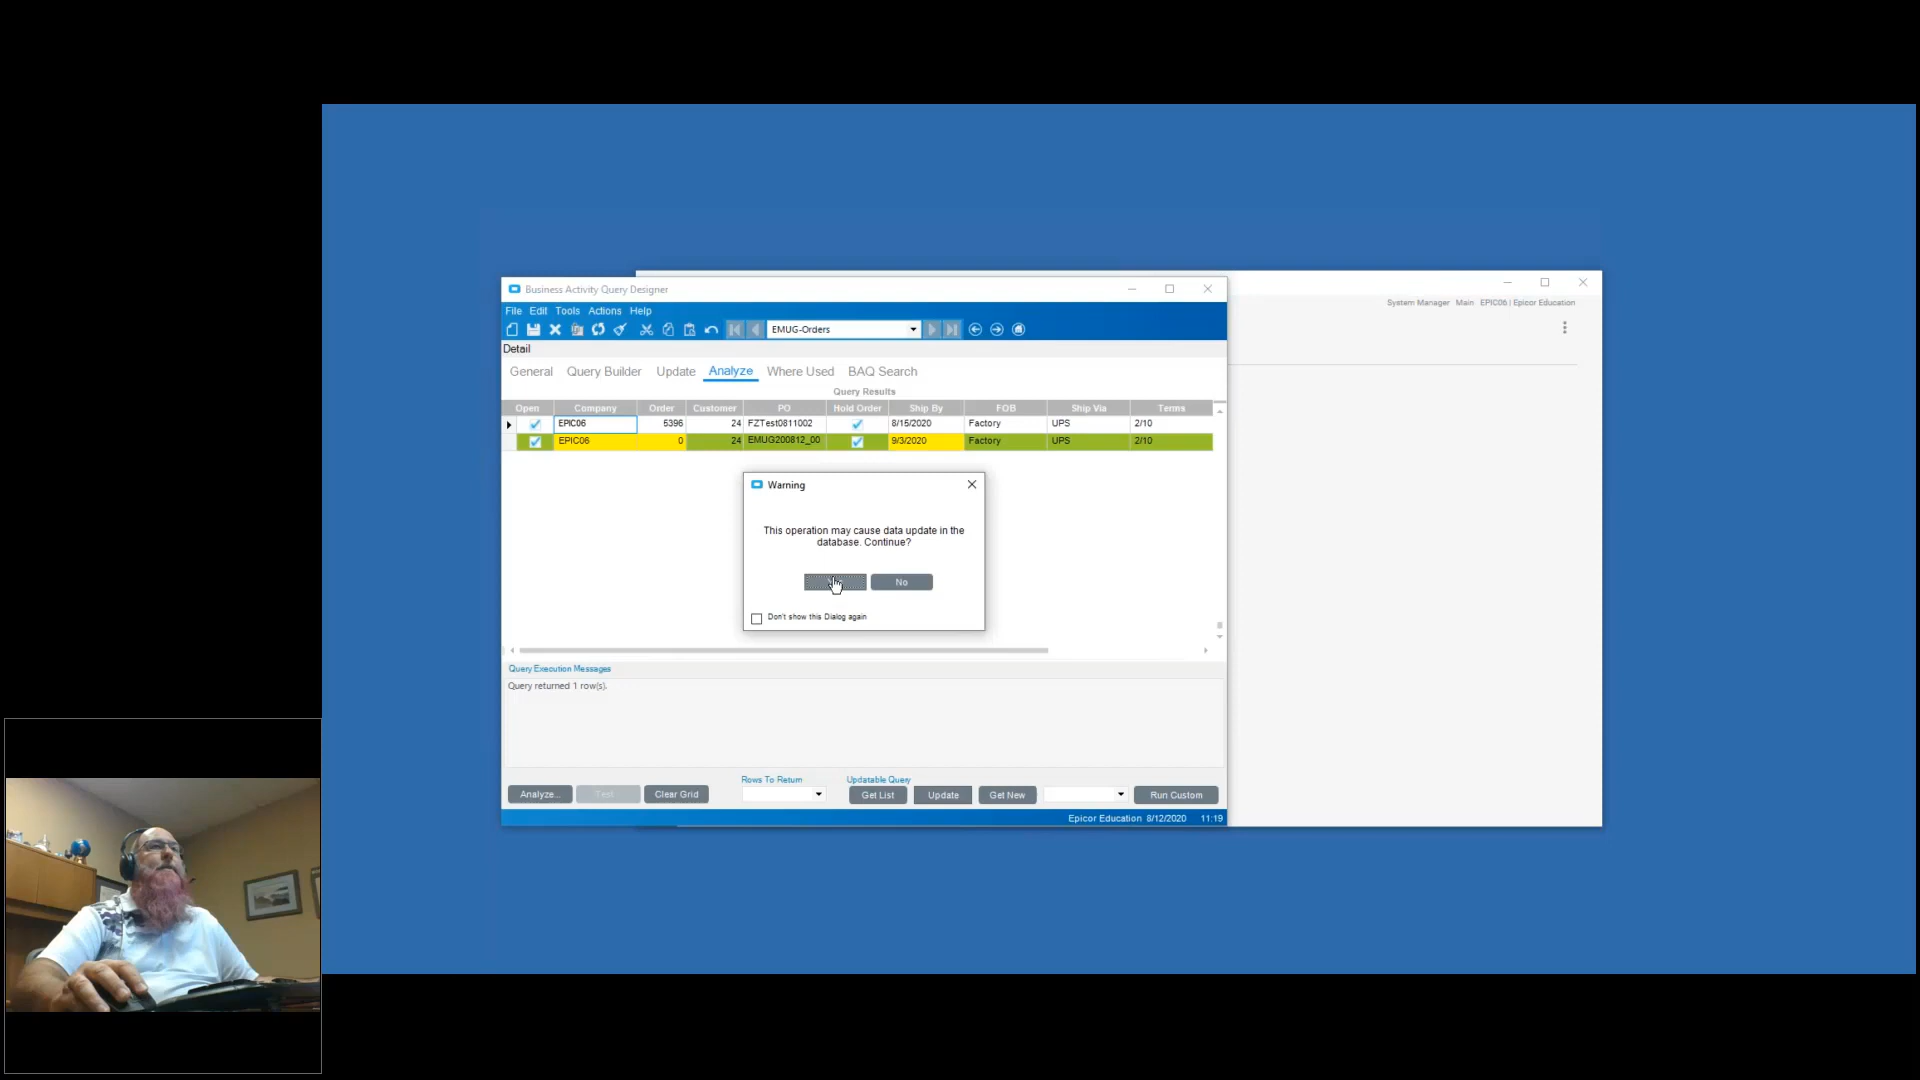 System Manager Main EPIC06 | Epicor Education
Business Activity Query Designer
File Edit Tools Actions Help
EMUG-Orders
Detail
General Query Builder Update Analyze Where Used BAQ Search
Query Results
Open Company Order Customer PO Hold Order Ship By FOB Ship Via Terms
EPIC06 5396 24 FZTest0811002 8/15/2020 Factory UPS 2/10
EPIC06 0 24 EMUG200812_00 9/3/2020 Factory UPS 2/10
Warning
This operation may cause data update in the
database. Continue?
No
Don't show this Dialog again
Query Execution Messages
Query returned 1 row(s).
Rows To Return Updatable Query
Analyze... Test Clear Grid Get List Update Get New Run Custom
Epicor Education 8/12/2020 11:19